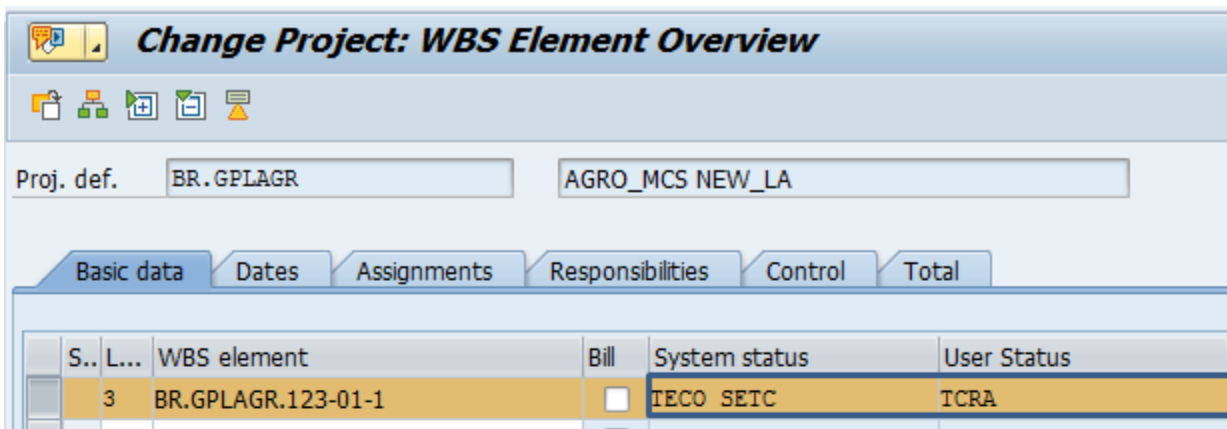 Change Project: WBS Element Overview
Proj. def. BR.GPLAGR AGRO_MCS NEW_LA
Basic data Dates Assignments Responsibilities Control Total
S.. L... WBS element Bill System status User Status
3 BR.GPLAGR.123-01-1 TECO SETC TCRA